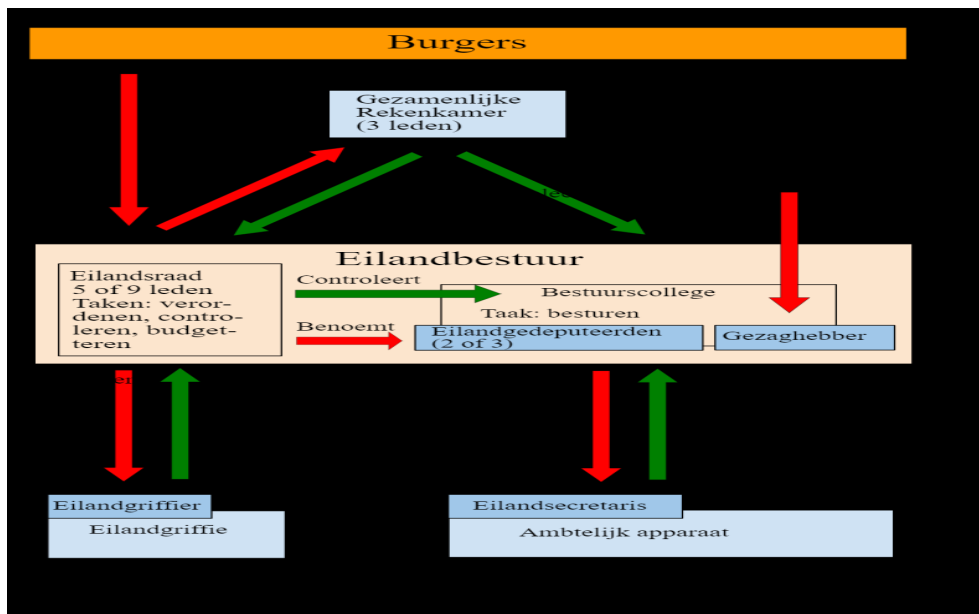 Burgers
Gezamenlijke
Rekenkamer
(3 leden)
Eilandbestuur
Eilandsraad
5 of 9 leden
Taken: veror-
denen, contro-
leren, budget-
teren
Controleert
Benoemt
Bestuurscollege
Taak: besturen
Eilandgedeputeerden
(2 of 3)
Gezaghebber
Eilandgriffier
Eilandgriffie
Eilandsecretaris
Ambtelijk apparaat